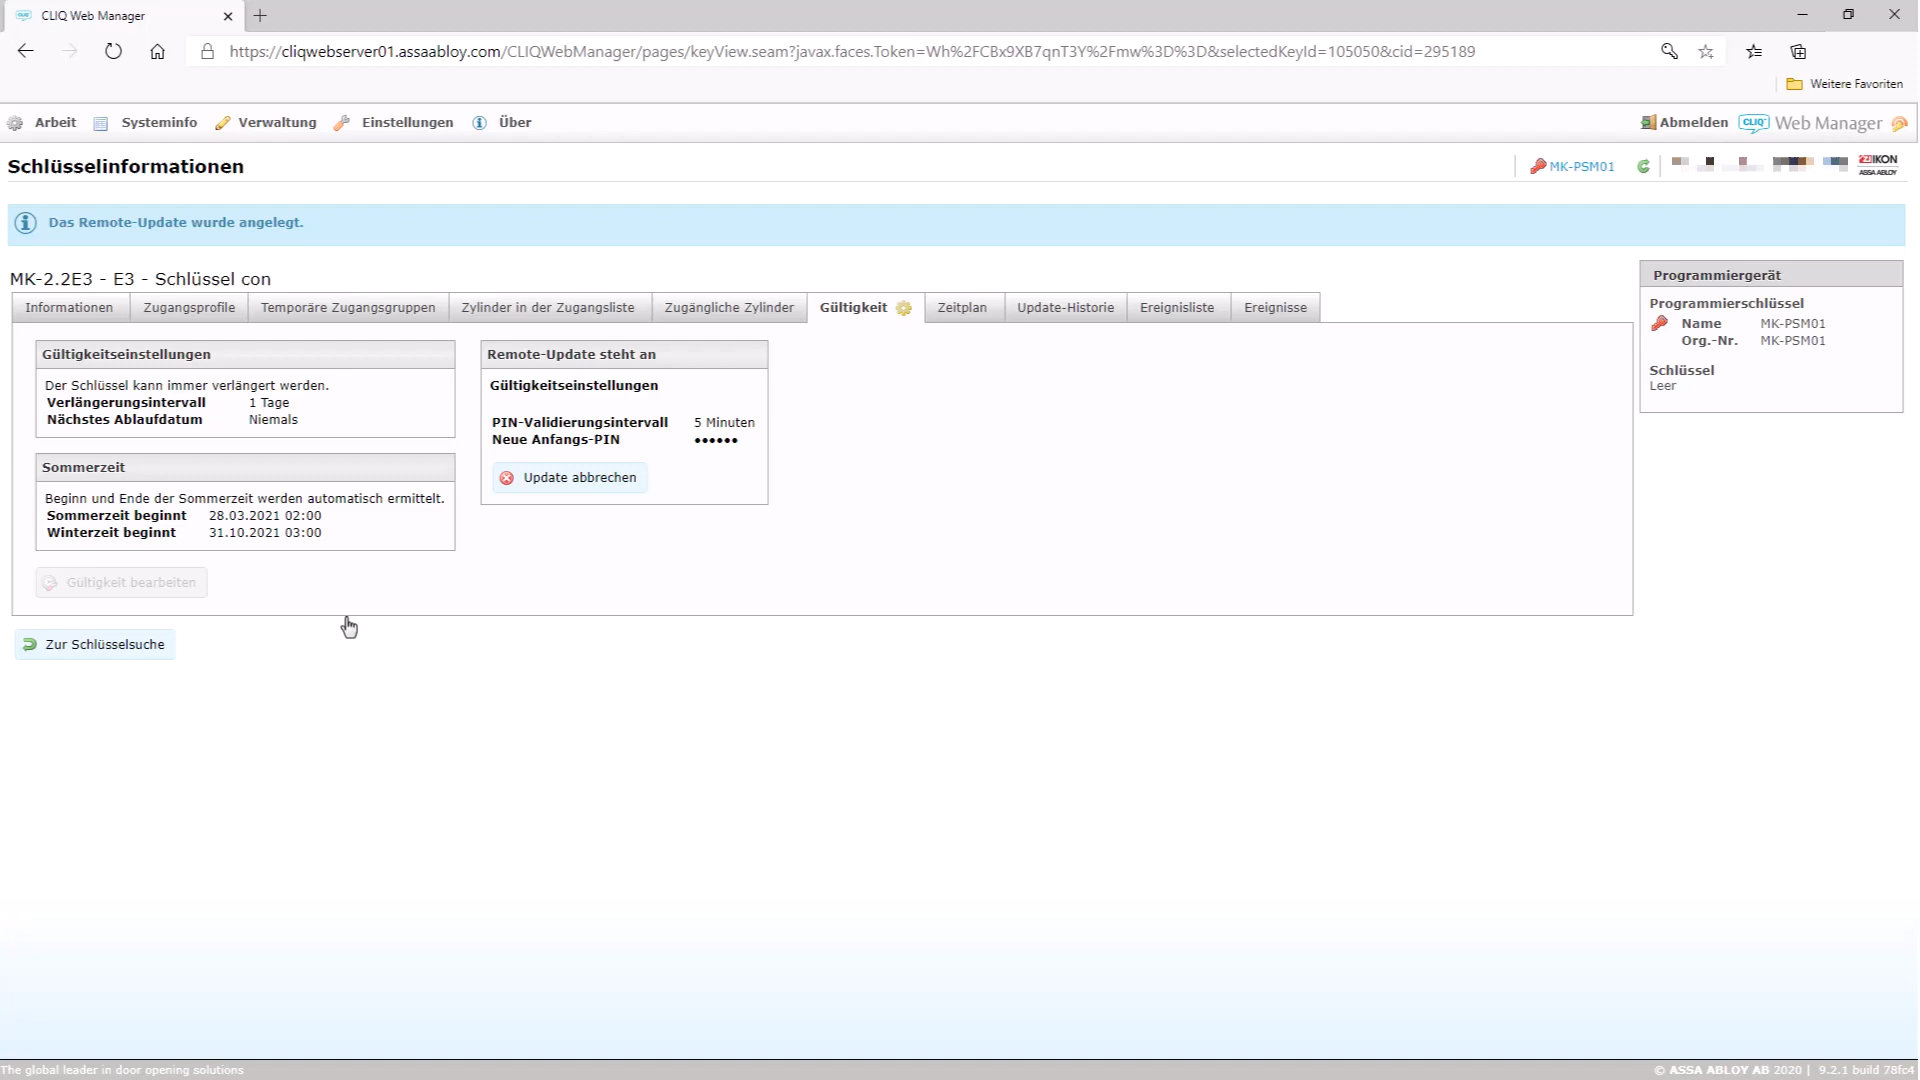 CLIQ Web Manager
https://cliqwebserver01.assaabloy.com/CLIQWebManager/pages/keyView.seam?javax.faces.Token=Wh%2FCBx9XB7qnT3Y%2Fmw%3D%3D&selectedKeyId=105050&cid=295189
Weitere Favoriten
Arbeit Systeminfo Verwaltung Einstellungen Über Abmelden CLIQ Web Manager
Schlüsselinformationen MK-PSM01 IKON
ASSA ABLOY
Das Remote-Update wurde angelegt.
MK-2.2E3 - E3 - Schlüssel con
Informationen Zugangsprofile Temporäre Zugangsgruppen Zylinder in der Zugangsliste Zugängliche Zylinder Gültigkeit Zeitplan Update-Historie Ereignisliste Ereignisse
Gültigkeitseinstellungen
Der Schlüssel kann immer verlängert werden.
Verlängerungsintervall 1 Tage
Nächstes Ablaufdatum Niemals
Sommerzeit
Beginn und Ende der Sommerzeit werden automatisch ermittelt.
Sommerzeit beginnt 28.03.2021 02:00
Winterzeit beginnt 31.10.2021 03:00
Gültigkeit bearbeiten
Remote-Update steht an
Gültigkeitseinstellungen
PIN-Validierungsintervall 5 Minuten
Neue Anfangs-PIN ••••••
Update abbrechen
Programmiergerät
Programmierschlüssel
Name MK-PSM01
Org.-Nr. MK-PSM01
Schlüssel
Leer
Zur Schlüsselsuche
The global leader in door opening solutions
© ASSA ABLOY AB 2020 | 9.2.1 build 78fc4